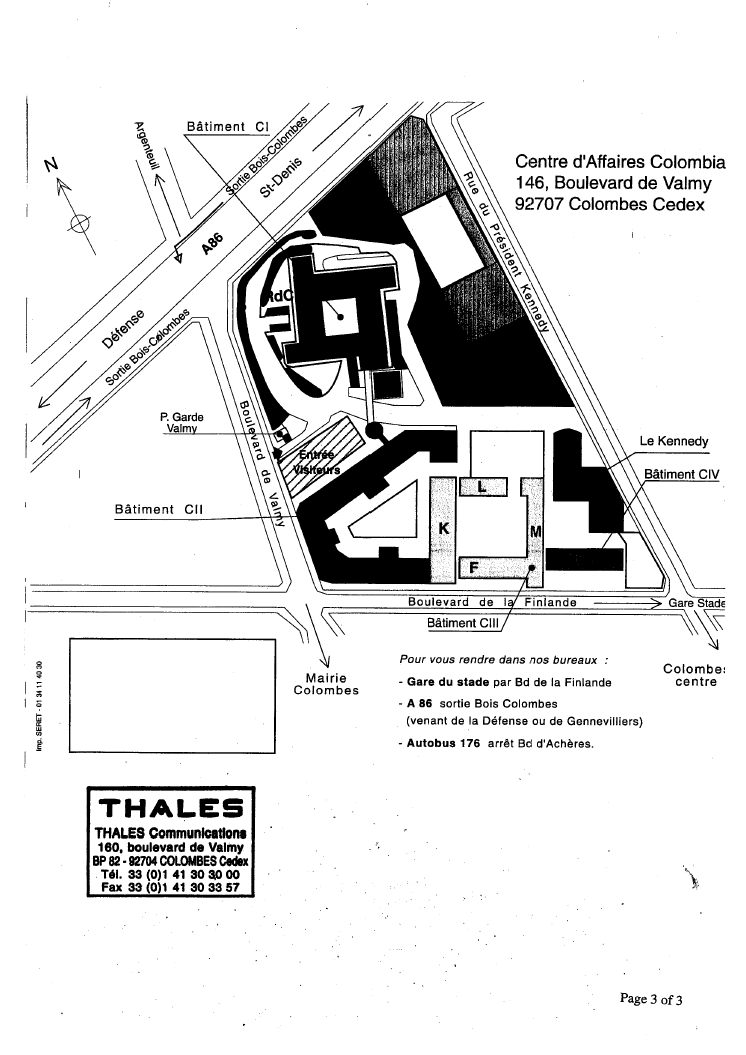 Bâtiment CI
Argenteuil
Sortie Bois-Colombes
St-Denis
N
A86
Centre d'Affaires Colombia
146, Boulevard de Valmy
92707 Colombes Cedex
Rue du Président Kennedy
RdC
Défense
Sortie Bois-Colombes
P. Garde
Valmy
Boulevard de Valmy
Entrée
Visiteurs
Le Kennedy
Bâtiment CIV
Bâtiment CII
L
K
M
F
Boulevard de la Finlande
Gare Stade
Bâtiment CIII
Mairie
Colombes
Colombes
centre
Pour vous rendre dans nos bureaux :
- Gare du stade par Bd de la Finlande
- A 86 sortie Bois Colombes
(venant de la Défense ou de Gennevilliers)
- Autobus 176 arrêt Bd d'Achères.
Imp. SERET - 01 34 11 40 30
THALES
THALES Communications
160, boulevard de Valmy
BP 82 - 92704 COLOMBES Cedex
Tél. 33 (0)1 41 30 30 00
Fax 33 (0)1 41 30 33 57
Page 3 of 3